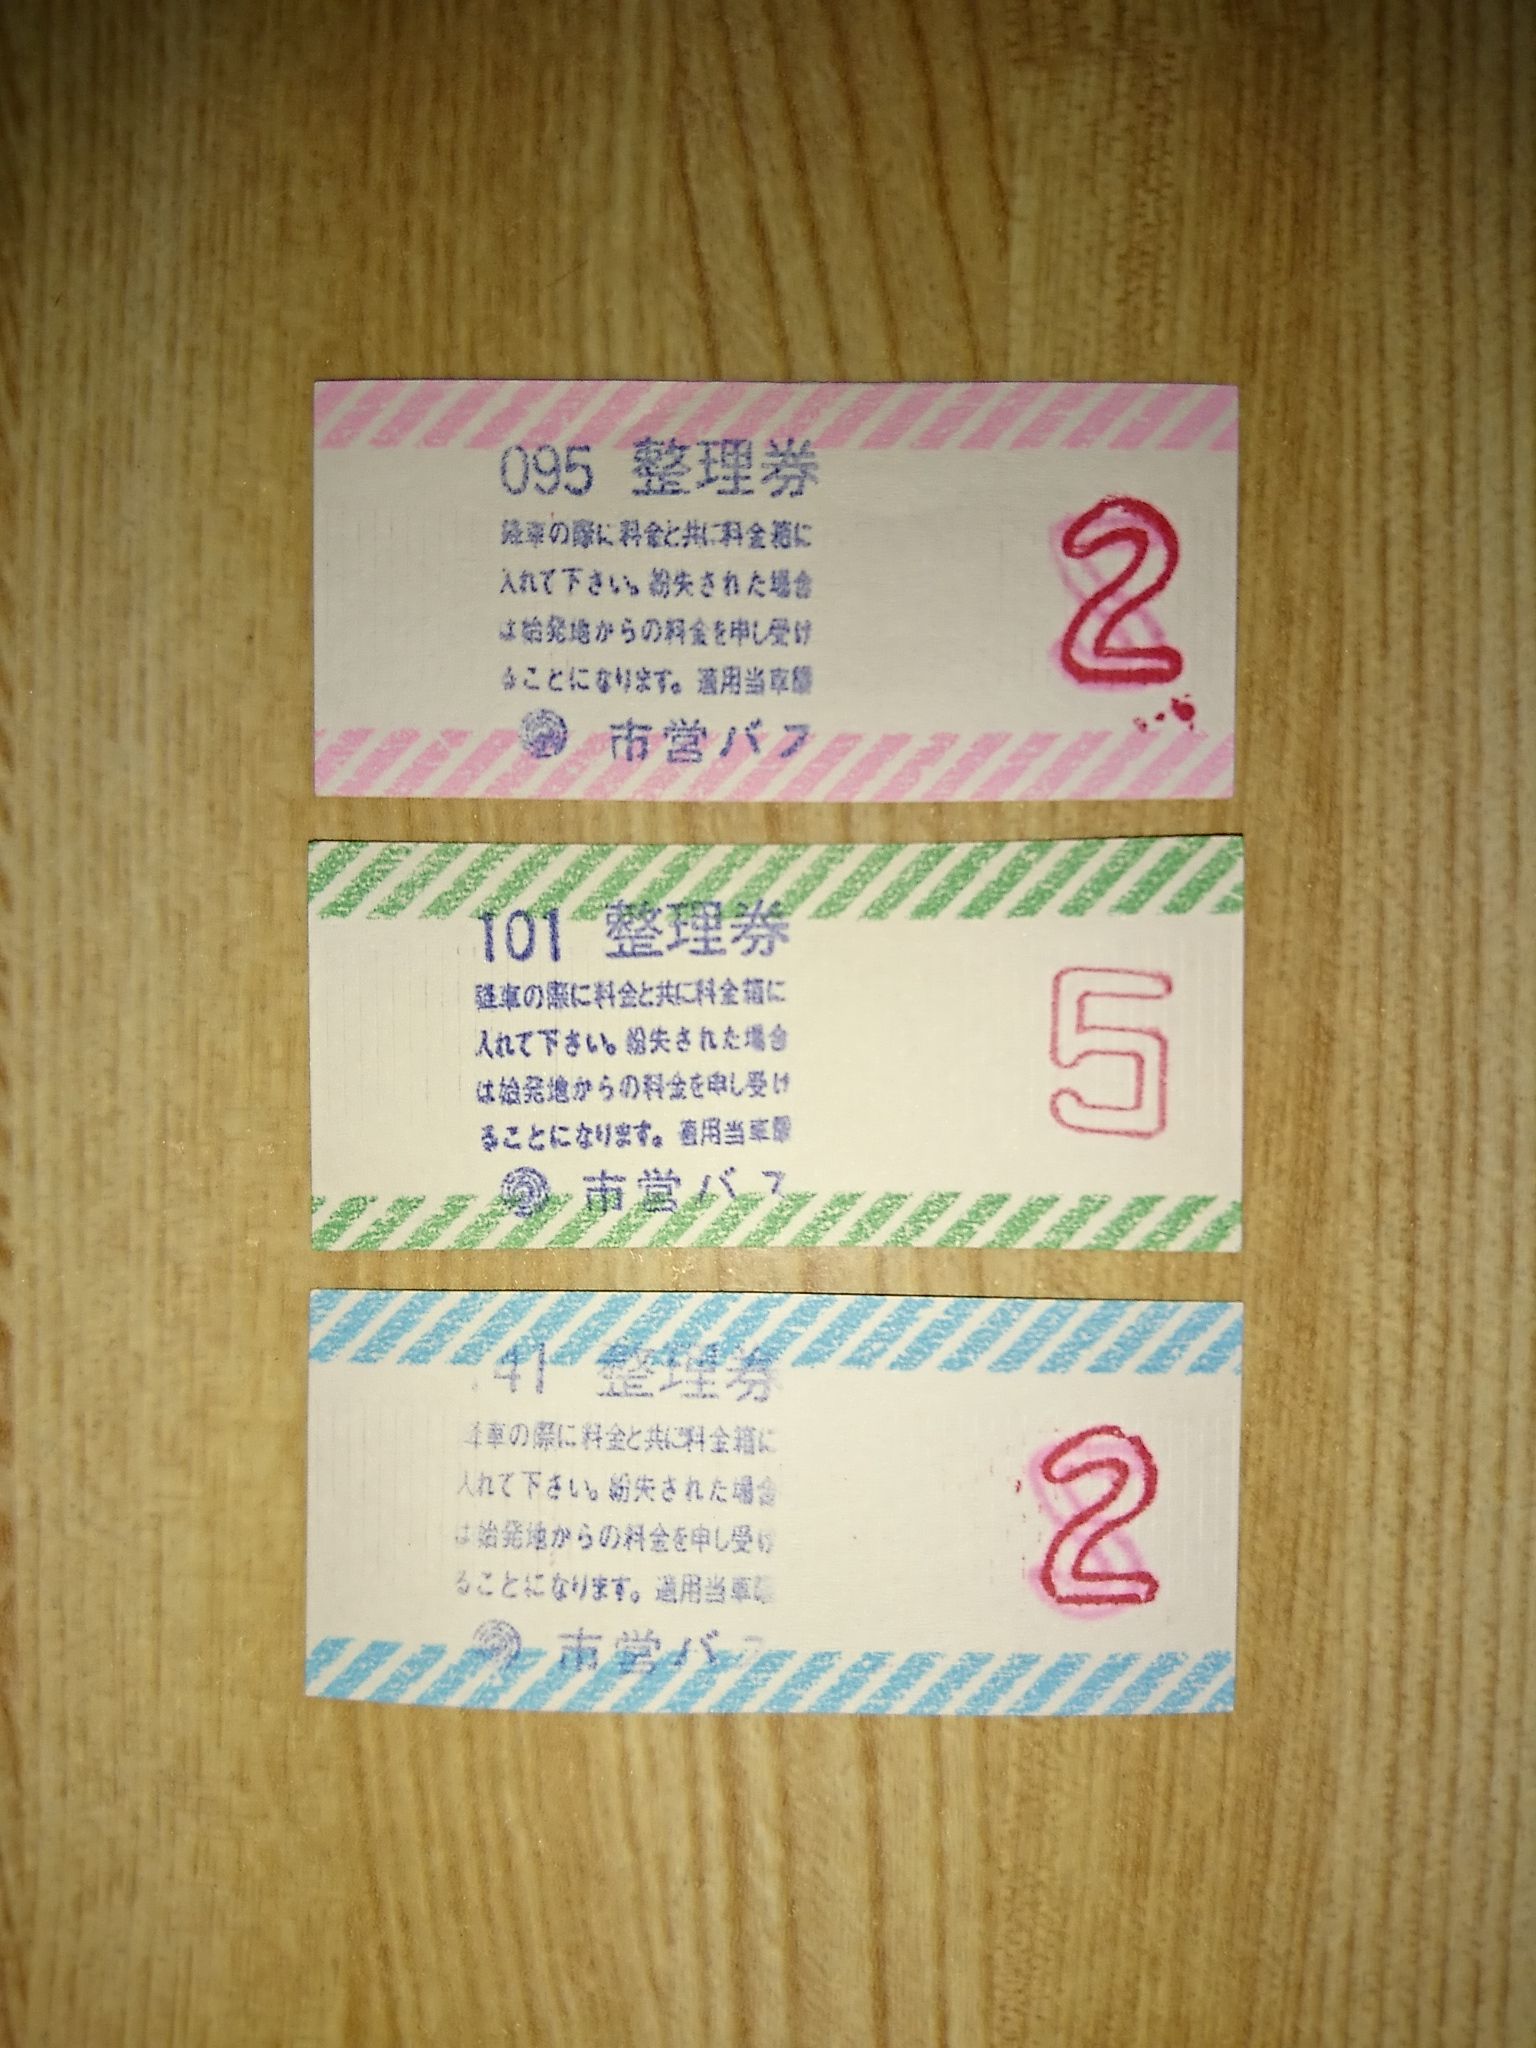 095 整理券
降車の際に料金と共に料金箱に
入れて下さい。紛失された場合
は始発地からの料金を申し受け
ることになります。適用当車限
市営バス
2
101 整理券
降車の際に料金と共に料金箱に
入れて下さい。紛失された場合
は始発地からの料金を申し受け
ることになります。適用当車限
市営バス
5
41 整理券
車の際に料金と共に料金箱に
入れて下さい。紛失された場合
は始発地からの料金を申し受け
ることになります。適用当車限
市営バス
2